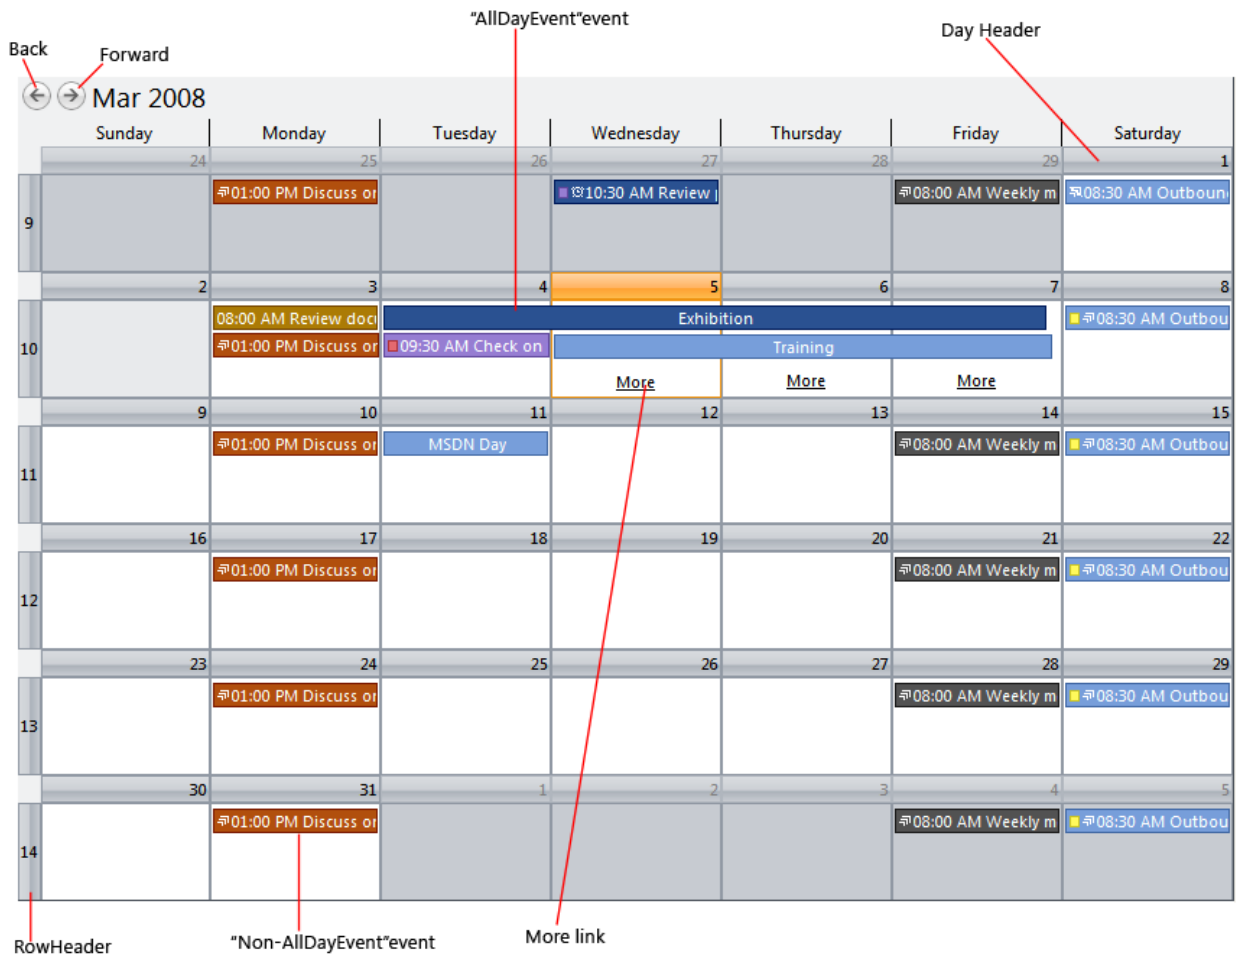 “AllDayEvent”event
Day Header
Back
Forward
Mar 2008
Sunday Monday Tuesday Wednesday Thursday Friday Saturday
24 25 26 27 28 29 1
9
01:00 PM Discuss or 10:30 AM Review 08:00 AM Weekly m 08:30 AM Outboun
2 3 4 5 6 7 8
10
08:00 AM Review doc Exhibition 08:30 AM Outbou
01:00 PM Discuss or 09:30 AM Check on Training
More More More
9 10 11 12 13 14 15
11
01:00 PM Discuss or MSDN Day 08:00 AM Weekly m 08:30 AM Outbou
16 17 18 19 20 21 22
12
01:00 PM Discuss or 08:00 AM Weekly m 08:30 AM Outbou
23 24 25 26 27 28 29
13
01:00 PM Discuss or 08:00 AM Weekly m 08:30 AM Outbou
30 31 1 2 3 4 5
14
01:00 PM Discuss or 08:00 AM Weekly m 08:30 AM Outbou
RowHeader
“Non-AllDayEvent”event
More link